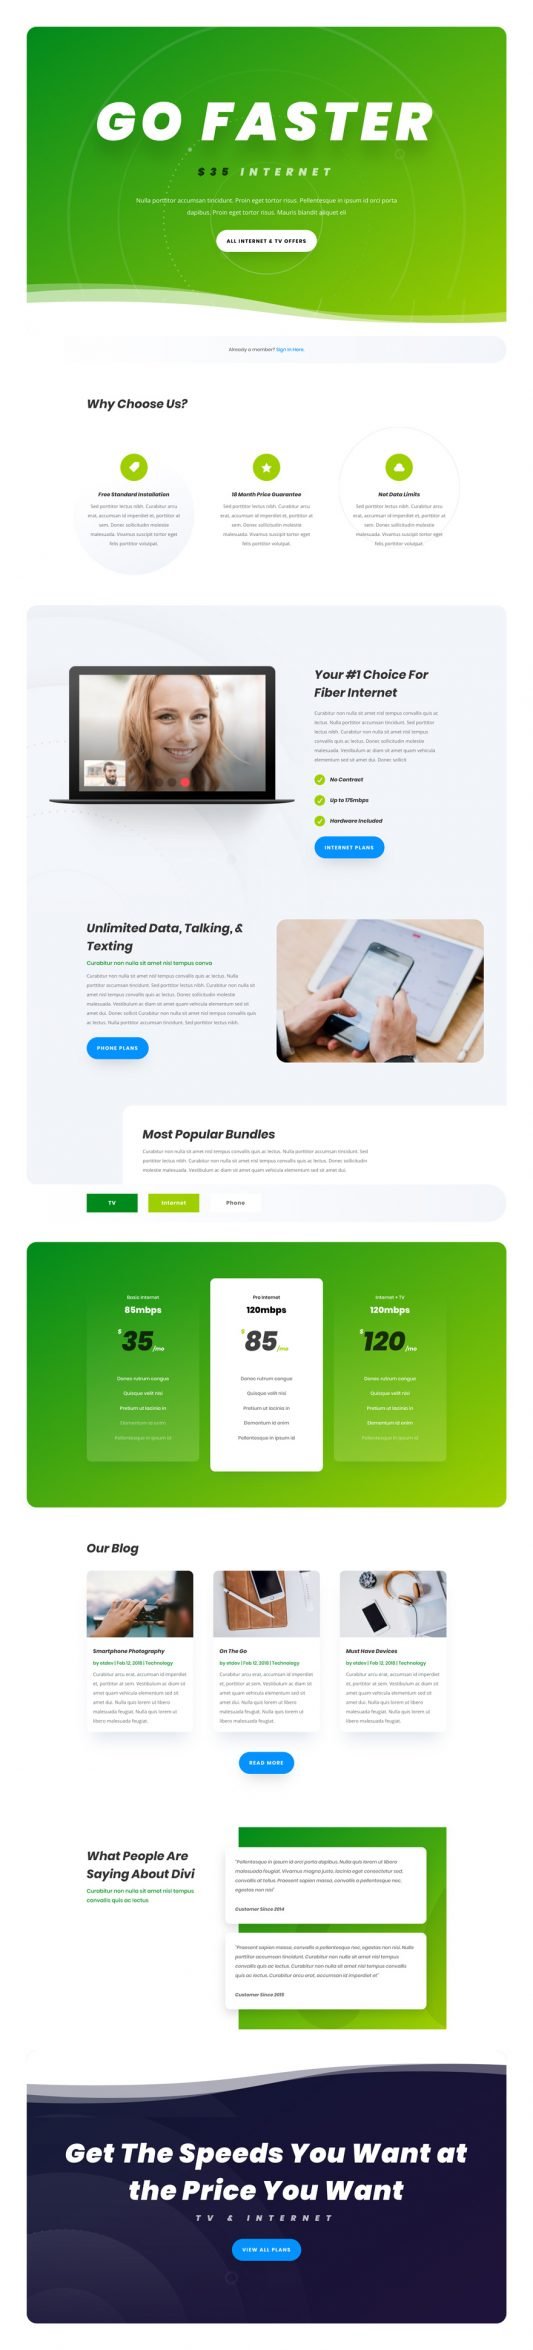 GO FASTER
$35 INTERNET
Nulla porttitor accumsan tincidunt. Proin eget tortor risus. Pellentesque in ipsum id orci porta
dapibus. Proin eget tortor risus. Mauris blandit aliquet eli
ALL INTERNET & TV OFFERS
Already a member? Sign In Here.
Why Choose Us?
Free Standard Installation
Sed porttitor lectus nibh. Curabitur arcu
erat, accumsan id imperdiet et, porttitor at
sem. Donec sollicitudin molestie
malesuada. Vivamus suscipit tortor eget
felis porttitor volutpat.
18 Month Price Guarantee
Sed porttitor lectus nibh. Curabitur arcu
erat, accumsan id imperdiet et, porttitor at
sem. Donec sollicitudin molestie
malesuada. Vivamus suscipit tortor eget
felis porttitor volutpat.
Not Data Limits
Sed porttitor lectus nibh. Curabitur arcu
erat, accumsan id imperdiet et, porttitor at
sem. Donec sollicitudin molestie
malesuada. Vivamus suscipit tortor eget
felis porttitor volutpat.
Your #1 Choice For
Fiber Internet
Curabitur non nulla sit amet nisl tempus convallis quis ac
lectus. Nulla porttitor accumsan tincidunt. Sed porttitor
lectus nibh. Curabitur non nulla sit amet nisl tempus
convallis quis ac lectus. Donec sollicitudin molestie
malesuada. Vestibulum ac diam sit amet quam vehicula
elementum sed sit amet dui. Donec sollicit
No Contract
Up to 175mbps
Hardware Included
INTERNET PLANS
Unlimited Data, Talking, &
Texting
Curabitur non nulla sit amet nisl tempus conva
Curabitur non nulla sit amet nisl tempus convallis quis ac lectus. Nulla
porttitor accumsan tincidunt. Sed porttitor lectus nibh. Curabitur non nulla sit
amet nisl tempus convallis quis ac lectus. Donec sollicitudin molestie
malesuada. Vestibulum ac diam sit amet quam vehicula elementum sed sit
amet dui. Donec sollicit Curabitur non nulla sit amet nisl tempus convallis quis
ac lectus. Nulla porttitor accumsan tincidunt. Sed porttitor lectus nibh.
PHONE PLANS
Most Popular Bundles
Curabitur non nulla sit amet nisl tempus convallis quis ac lectus. Nulla porttitor accumsan tincidunt. Sed
porttitor lectus nibh. Curabitur non nulla sit amet nisl tempus convallis quis ac lectus. Donec sollicitudin
molestie malesuada. Vestibulum ac diam sit amet quam vehicula elementum sed sit amet dui.
TV
Internet
Phone
Basic Internet
85mbps
$35/mo
Donec rutrum congue
Quisque velit nisi
Pretium ut lacinia in
Elementum id enim
Pellentesque in ipsum id
Pro Internet
120mbps
$85/mo
Donec rutrum congue
Quisque velit nisi
Pretium ut lacinia in
Elementum id enim
Pellentesque in ipsum id
Internet + TV
120mbps
$120/mo
Donec rutrum congue
Quisque velit nisi
Pretium ut lacinia in
Elementum id enim
Pellentesque in ipsum id
Our Blog
Smartphone Photography
by etdev | Feb 12, 2018 | Technology
Curabitur arcu erat, accumsan id imperdiet
et, porttitor at sem. Vestibulum ac diam sit
amet quam vehicula elementum sed sit
amet dui. Nulla quis lorem ut libero
malesuada feugiat. Nulla quis lorem ut
libero malesuada feugiat.
On The Go
by etdev | Feb 12, 2018 | Technology
Curabitur arcu erat, accumsan id imperdiet
et, porttitor at sem. Vestibulum ac diam sit
amet quam vehicula elementum sed sit
amet dui. Nulla quis lorem ut libero
malesuada feugiat. Nulla quis lorem ut
libero malesuada feugiat.
Must Have Devices
by etdev | Feb 12, 2018 | Technology
Curabitur arcu erat, accumsan id imperdiet
et, porttitor at sem. Vestibulum ac diam sit
amet quam vehicula elementum sed sit
amet dui. Nulla quis lorem ut libero
malesuada feugiat. Nulla quis lorem ut
libero malesuada feugiat.
READ MORE
What People Are
Saying About Divi
Curabitur non nulla sit amet nisl tempus
convallis quis ac lectus
"Pellentesque in ipsum id orci porta dapibus. Nulla quis lorem ut libero
malesuada feugiat. Vivamus magna justo, lacinia eget consectetur sed,
convallis at tellus. Praesent sapien massa, convallis a pellentesque nec,
egestas non nisi"
Customer Since 2014
"Praesent sapien massa, convallis a pellentesque nec, egestas non nisi. Nulla
porttitor accumsan tincidunt. Curabitur non nulla sit amet nisl tempus
convallis quis ac lectus. Curabitur non nulla sit amet nisl tempus convallis
quis ac lectus. Curabitur arcu erat, accumsan id imperdiet et"
Customer Since 2015
Get The Speeds You Want at
the Price You Want
TV & INTERNET
VIEW ALL PLANS